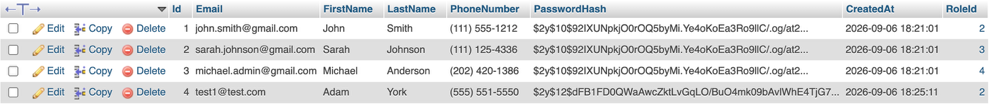 Id Email FirstName LastName PhoneNumber PasswordHash CreatedAt RoleId
Edit Copy Delete 1 john.smith@gmail.com John Smith (111) 555-1212 $2y$10$92IXUNpkjO0rOQ5byMi.Ye4oKoEa3Ro9llC/.og/at2... 2026-09-06 18:21:01 2
Edit Copy Delete 2 sarah.johnson@gmail.com Sarah Johnson (111) 125-4336 $2y$10$92IXUNpkjO0rOQ5byMi.Ye4oKoEa3Ro9llC/.og/at2... 2026-09-06 18:21:01 3
Edit Copy Delete 3 michael.admin@gmail.com Michael Anderson (202) 420-1386 $2y$10$92IXUNpkjO0rOQ5byMi.Ye4oKoEa3Ro9llC/.og/at2... 2026-09-06 18:21:01 4
Edit Copy Delete 4 test1@test.com Adam York (555) 551-5550 $2y$12$dFB1FD0QWaAwcZktLvGqLO/BuO4mk09bAvIWhE4TjG7... 2026-09-06 18:25:11 2